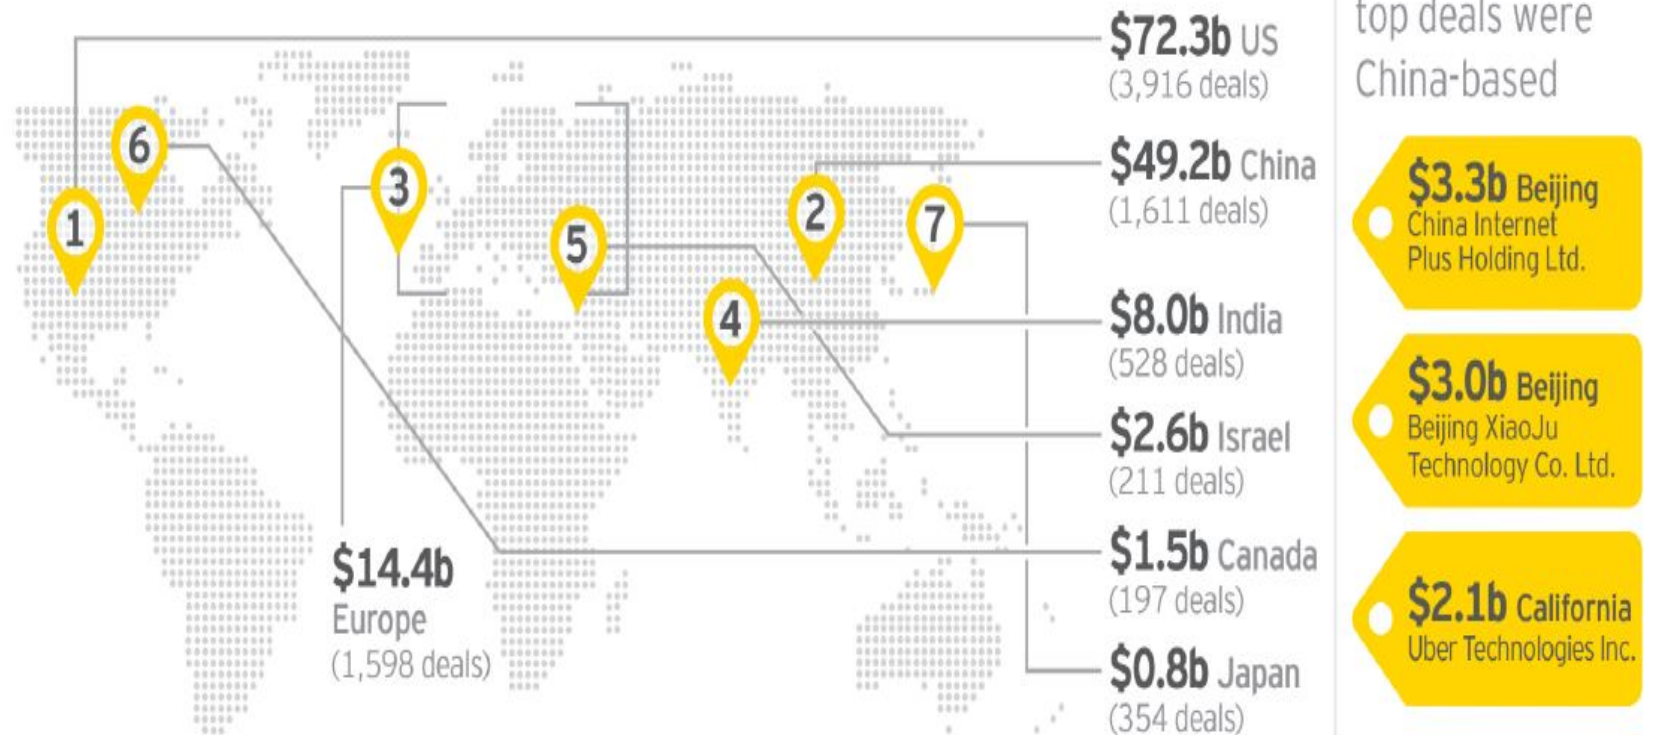 $72.3b US
(3,916 deals)
$49.2b China
(1,611 deals)
$8.0b India
(528 deals)
$2.6b Israel
(211 deals)
$1.5b Canada
(197 deals)
$0.8b Japan
(354 deals)
$14.4b
Europe
(1,598 deals)
6
1
3
5
2
7
4
top deals were
China-based
$3.3b Beijing
China Internet
Plus Holding Ltd.
$3.0b Beijing
Beijing XiaoJu
Technology Co. Ltd.
$2.1b California
Uber Technologies Inc.